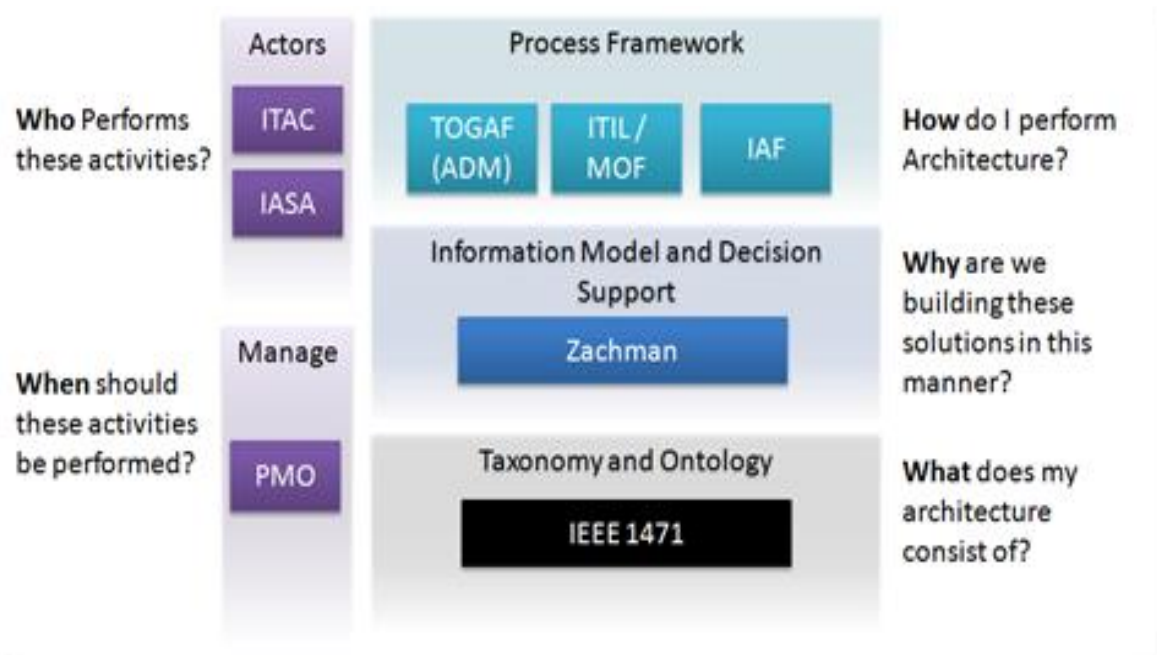 Who Performs
these activities?
Actors
ITAC
IASA
Process Framework
TOGAF
(ADM)
ITIL /
MOF
IAF
How do I perform
Architecture?
Information Model and Decision
Support
Zachman
Why are we
building these
solutions in this
manner?
When should
these activities
be performed?
Manage
PMO
Taxonomy and Ontology
IEEE 1471
What does my
architecture
consist of?